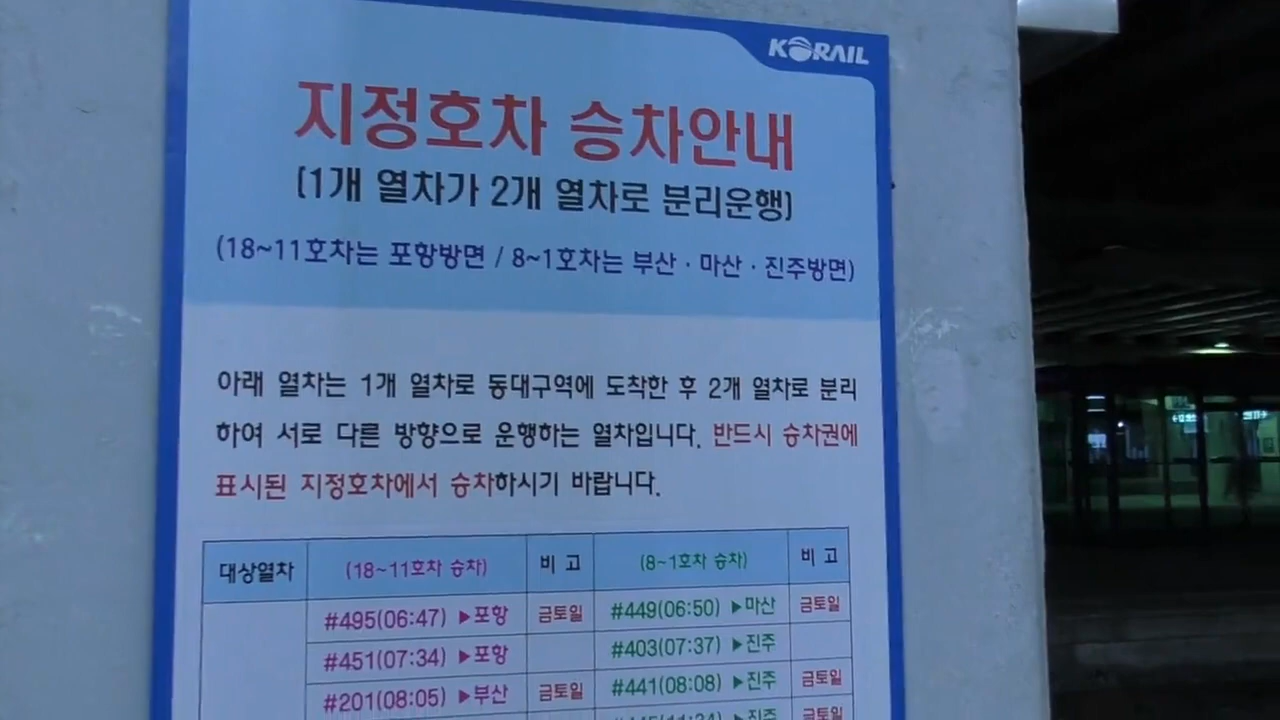 KORAIL
지정호차 승차안내
[1개 열차가 2개 열차로 분리운행]
(18~11호차는 포항방면 / 8~1호차는 부산·마산·진주방면)
아래 열차는 1개 열차로 동대구역에 도착한 후 2개 열차로 분리
하여 서로 다른 방향으로 운행하는 열차입니다. 반드시 승차권에
표시된 지정호차에서 승차하시기 바랍니다.
대상열차 (18~11호차 승차) 비 고 (8~1호차 승차) 비 고
#495(06:47) ▶포항 금토일 #449(06:50) ▶마산 금토일
#451(07:34) ▶포항 #403(07:37) ▶진주
#201(08:05) ▶부산 금토일 #441(08:08) ▶진주 금토일
▶진주 금토일